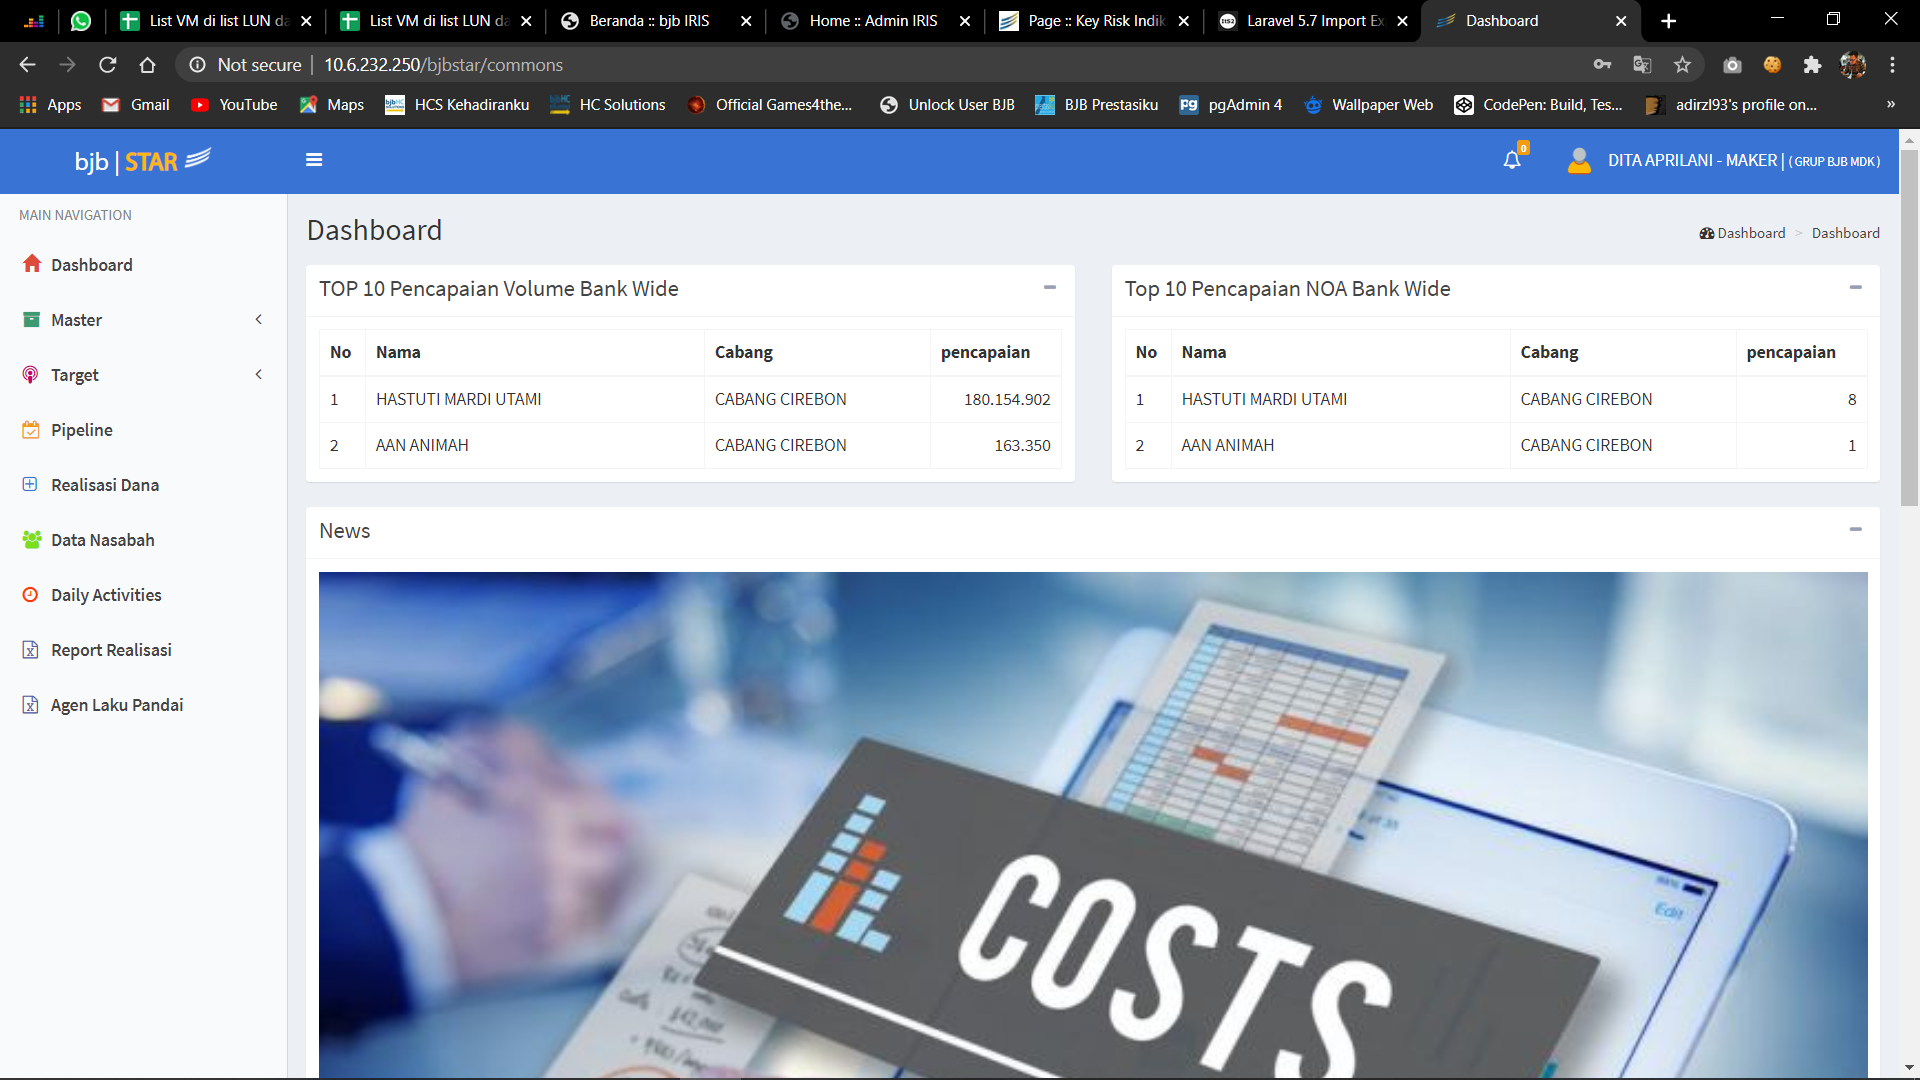 List VM di list LUN da
List VM di list LUN da
Beranda :: bjb IRIS
Home :: Admin IRIS
Page :: Key Risk Indik
Laravel 5.7 Import Ex
Dashboard
Not secure | 10.6.232.250/bjbstar/commons
Apps
Gmail
YouTube
Maps
HCS Kehadiranku
HC Solutions
Official Games4the...
Unlock User BJB
BJB Prestasiku
pgAdmin 4
Wallpaper Web
CodePen: Build, Tes...
adirzl93's profile on...
»
bjb | STAR
0
DITA APRILANI - MAKER | ( GRUP BJB MDK )
MAIN NAVIGATION
Dashboard
Master
Target
Pipeline
Realisasi Dana
Data Nasabah
Daily Activities
Report Realisasi
Agen Laku Pandai
Dashboard
Dashboard > Dashboard
TOP 10 Pencapaian Volume Bank Wide
No Nama Cabang pencapaian
1 HASTUTI MARDI UTAMI CABANG CIREBON 180.154.902
2 AAN ANIMAH CABANG CIREBON 163.350
Top 10 Pencapaian NOA Bank Wide
No Nama Cabang pencapaian
1 HASTUTI MARDI UTAMI CABANG CIREBON 8
2 AAN ANIMAH CABANG CIREBON 1
News
Edit
COSTS